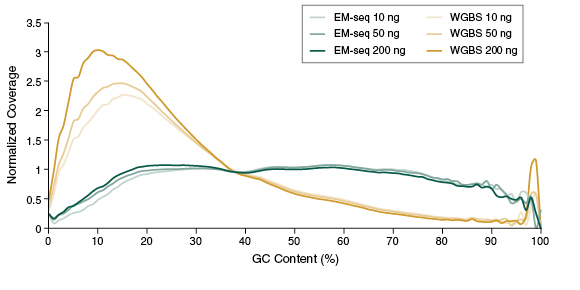 EM-seq 10 ng
EM-seq 50 ng
EM-seq 200 ng
WGBS 10 ng
WGBS 50 ng
WGBS 200 ng
Normalized Coverage
3.5
3
2.5
2
1.5
1
0.5
0
0 10 20 30 40 50 60 70 80 90 100
GC Content (%)